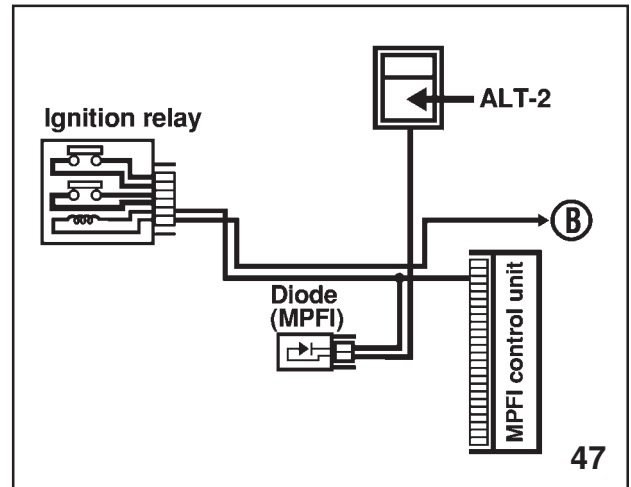 ALT-2
Ignition relay
B
Diode
(MPFI)
MPFI control unit
47